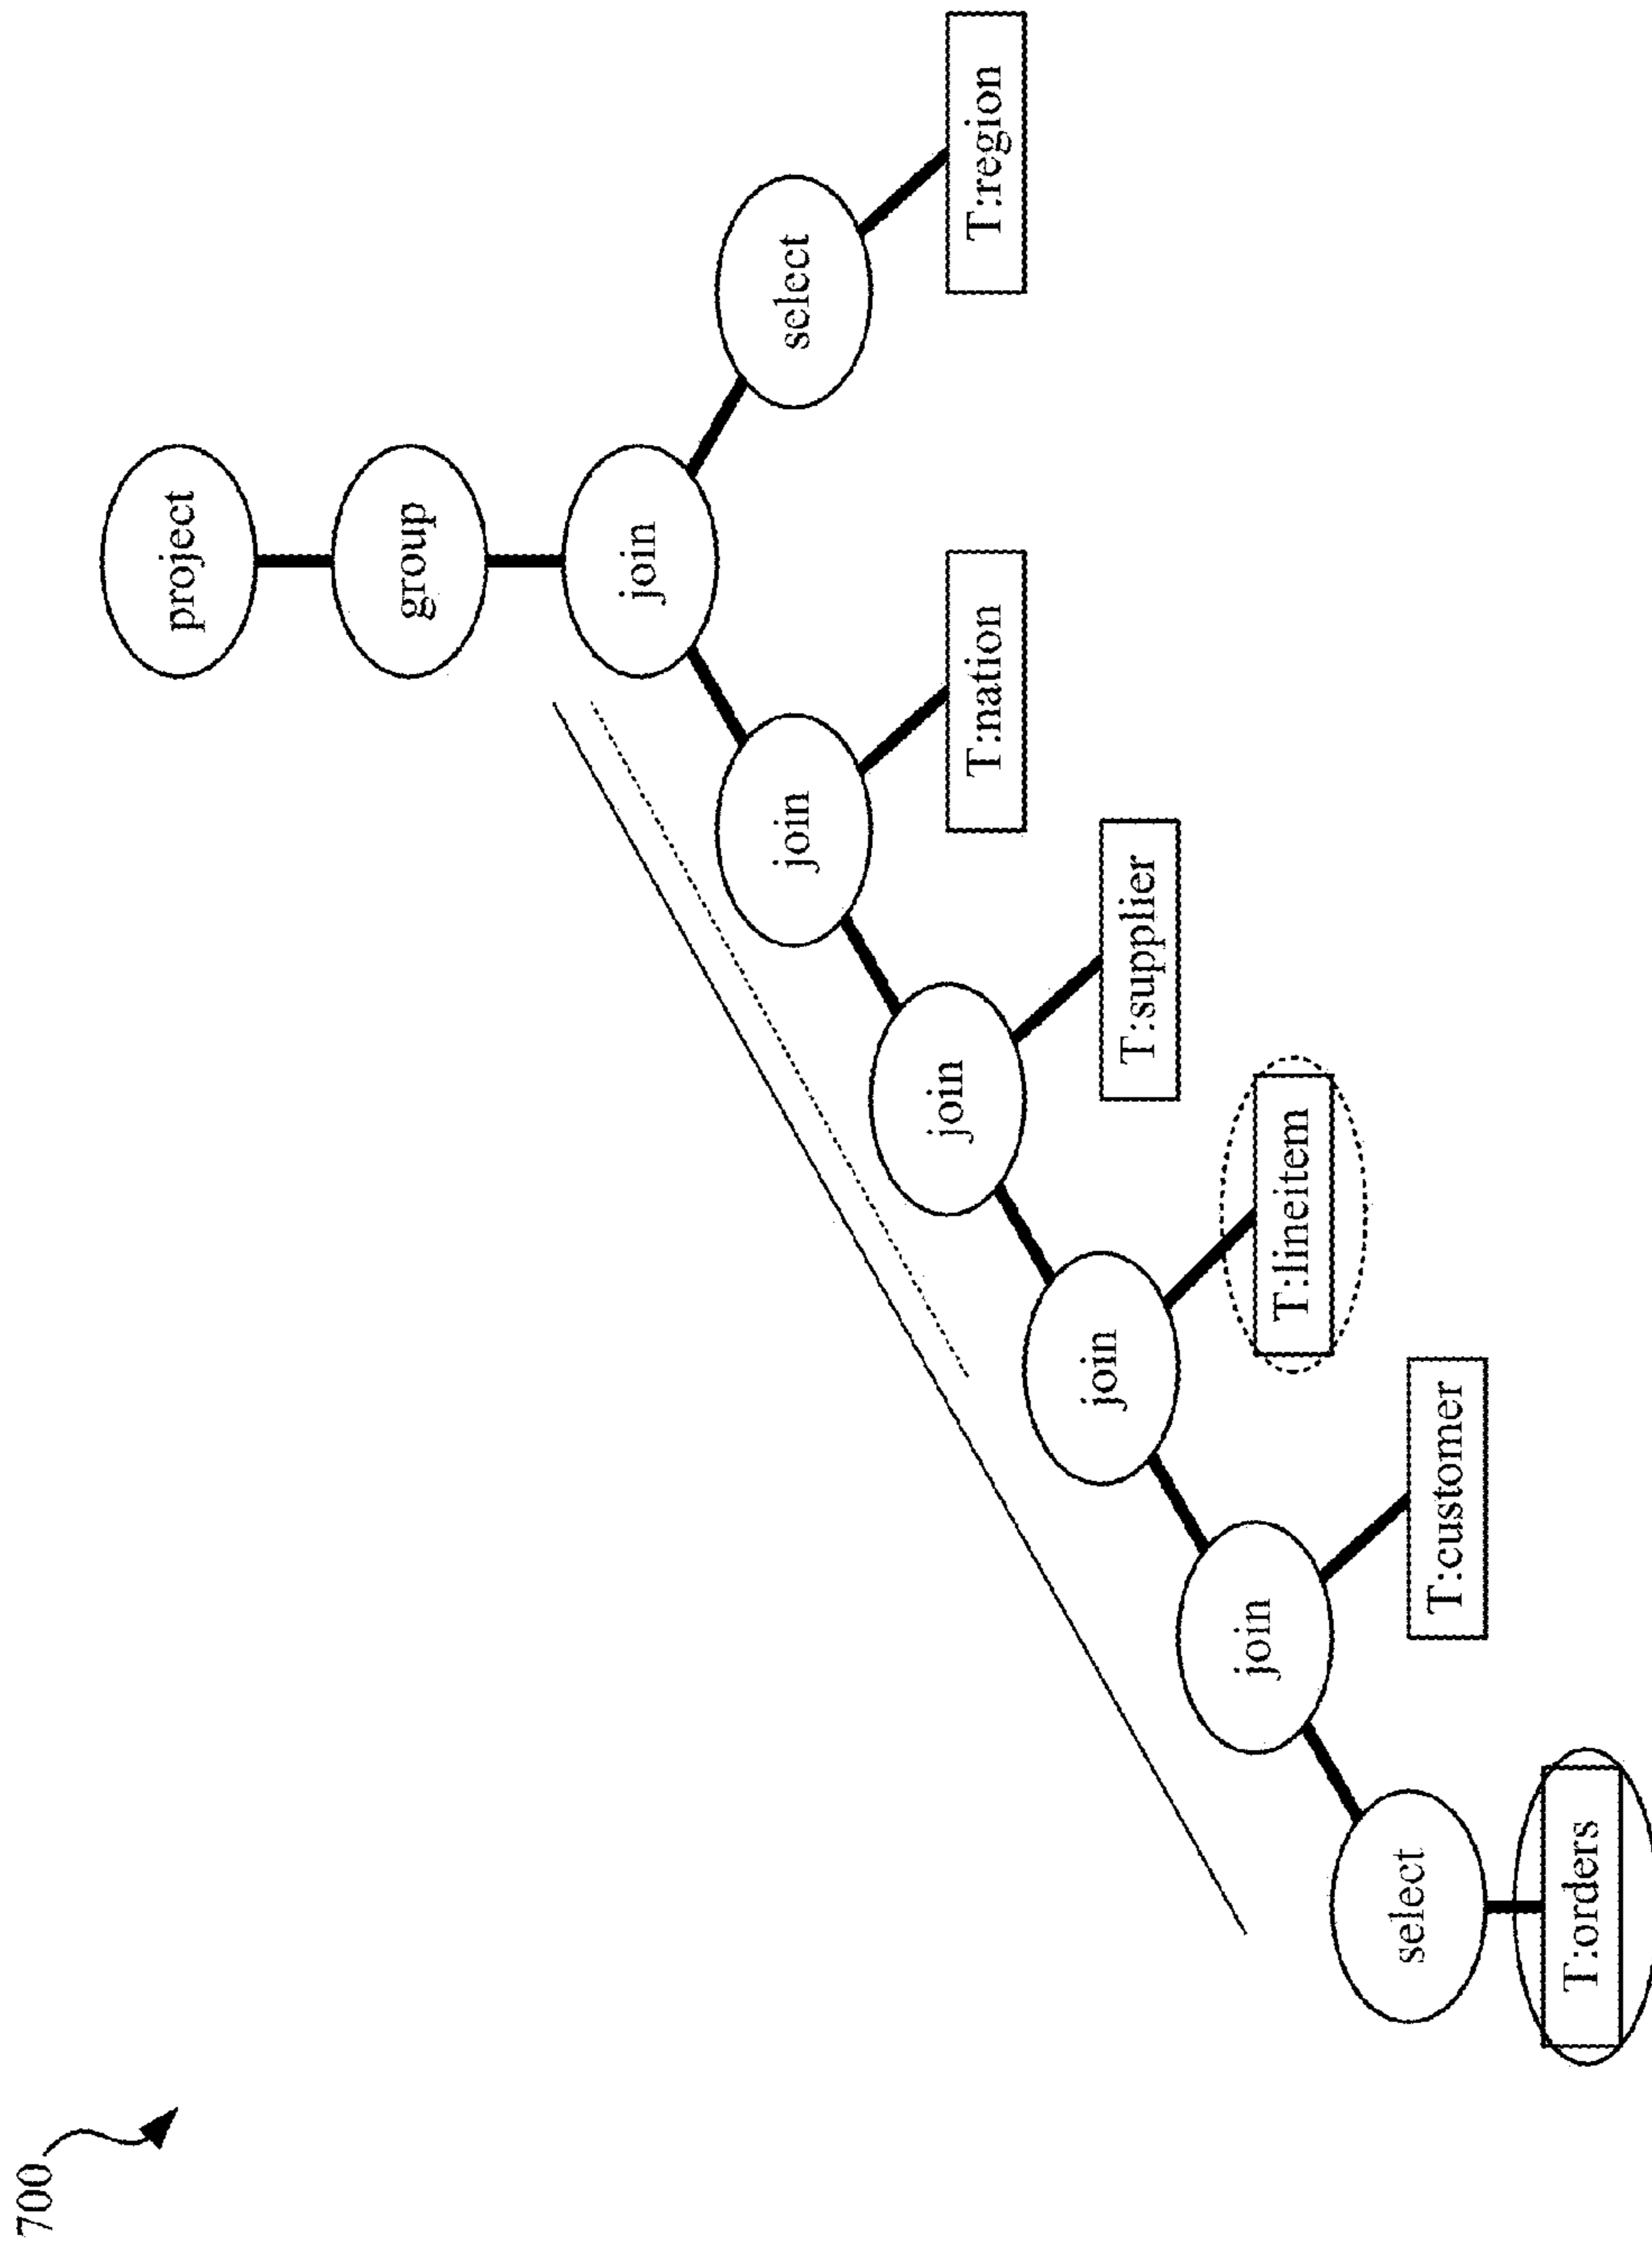 700
project
group
join
join
select
join
T:nation
T:region
join
T:supplier
join
T:lineitem
select
T:customer
T:orders